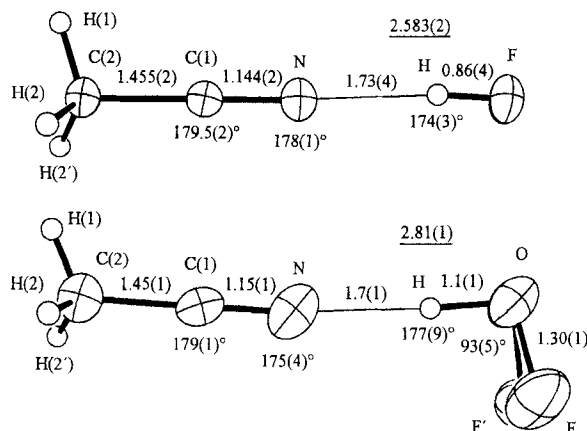 H(1)
2.583(2)
C(2) C(1) N
H F
1.455(2) 1.144(2) 0.86(4)
H(2) 1.73(4)
179.5(2)° 178(1)° 174(3)°
H(2′)
H(1)
2.81(1) O
C(2) C(1) N
H
H(2) 1.45(1) 1.15(1) 1.7(1) 1.1(1)
177(9)° 1.30(1)
179(1)° 175(4)° 93(5)°
H(2′)
F′ F